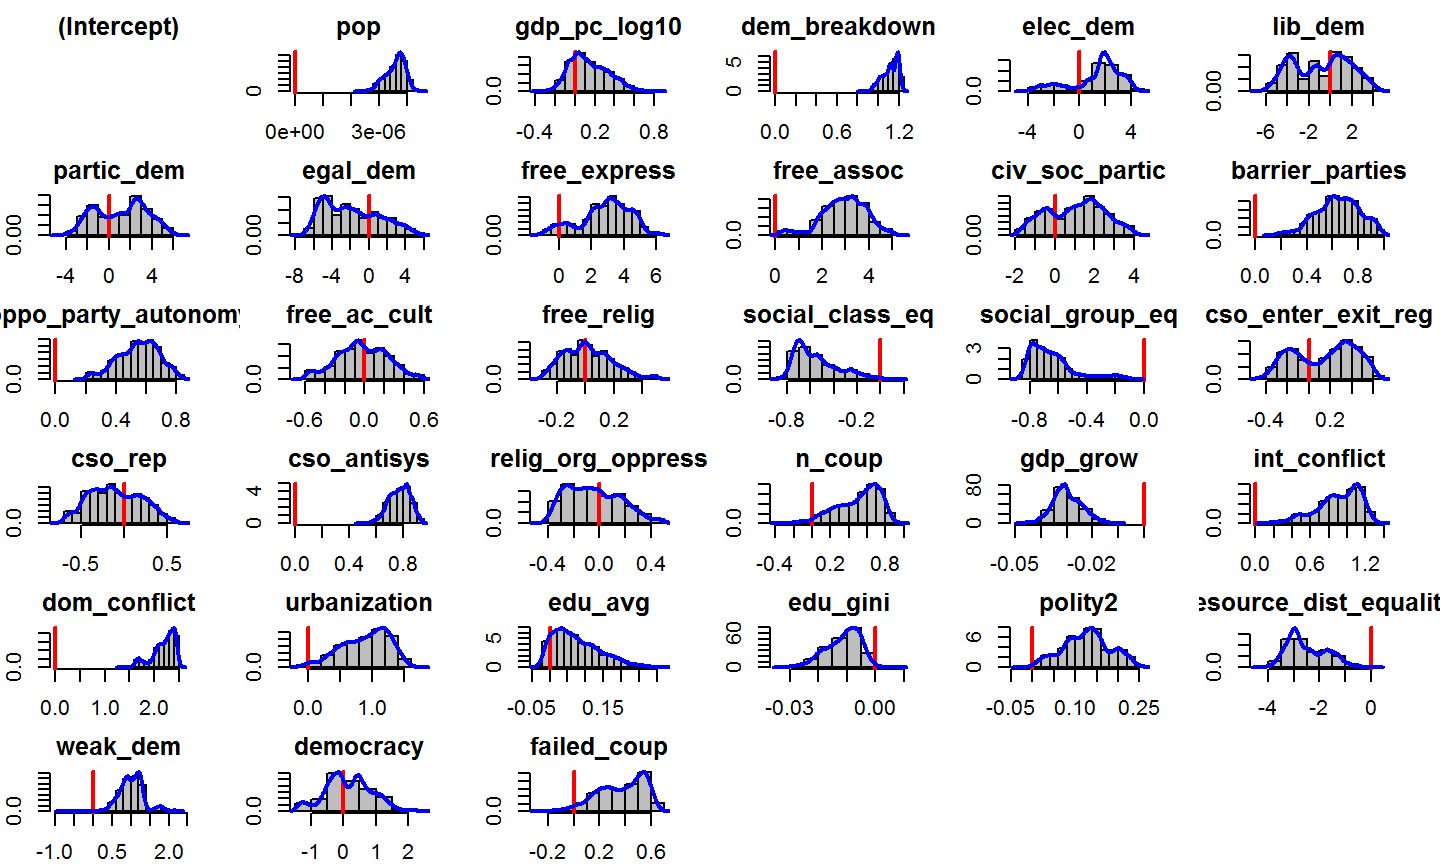 (Intercept) pop gdp_pc_log10 dem_breakdown elec_dem lib_dem
0 0.0 0 5 0.0 0.00
0e+00 3e-06 -0.4 0.2 0.8 0.0 0.6 1.2 -4 0 4 -6 -2 2
partic_dem egal_dem free_express free_assoc civ_soc_partic barrier_parties
0.00 0.00 0.00 0.0 0.00 0.0
-4 0 4 -8 -4 0 4 0 2 4 6 0 2 4 -2 0 2 4 0.0 0.4 0.8
oppo_party_autonomy free_ac_cult free_relig social_class_eq social_group_eq cso_enter_exit_reg
0.0 0.0 0.0 0.0 0 3 0.0
0.0 0.4 0.8 -0.6 0.0 0.6 -0.2 0.2 -0.8 -0.2 -0.8 -0.4 0.0 -0.4 0.2
cso_rep cso_antisys relig_org_oppress n_coup gdp_grow int_conflict
0.0 0 4 0.0 0.0 0 80 0.0
-0.5 0.5 0.0 0.4 0.8 -0.4 0.0 0.4 -0.4 0.2 0.8 -0.05 -0.02 0.0 0.6 1.2
dom_conflict urbanization edu_avg edu_gini polity2 esource_dist_equalit
0.0 0.0 0 5 0 60 0 6 0.0
0.0 1.0 2.0 0.0 1.0 -0.05 0.15 -0.03 0.00 -0.05 0.10 0.25 -4 -2 0
weak_dem democracy failed_coup
0.0 0.0 0.0
-1.0 0.5 2.0 -1 0 1 2 -0.2 0.2 0.6